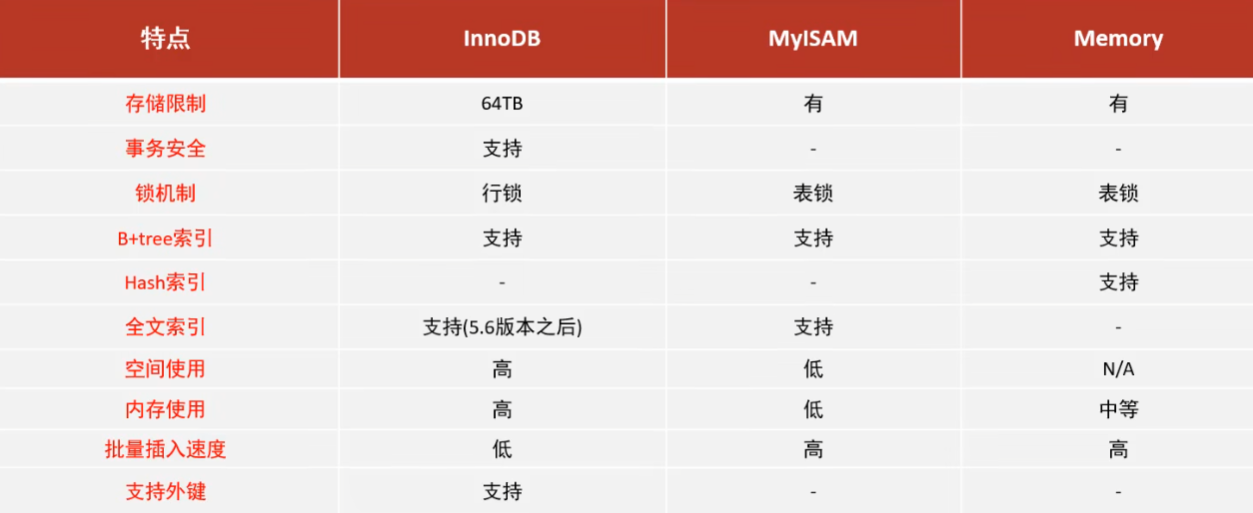 特点 InnoDB MyISAM Memory
存储限制 64TB 有 有
事务安全 支持 - -
锁机制 行锁 表锁 表锁
B+tree索引 支持 支持 支持
Hash索引 - - 支持
全文索引 支持(5.6版本之后) 支持 -
空间使用 高 低 N/A
内存使用 高 低 中等
批量插入速度 低 高 高
支持外键 支持 - -